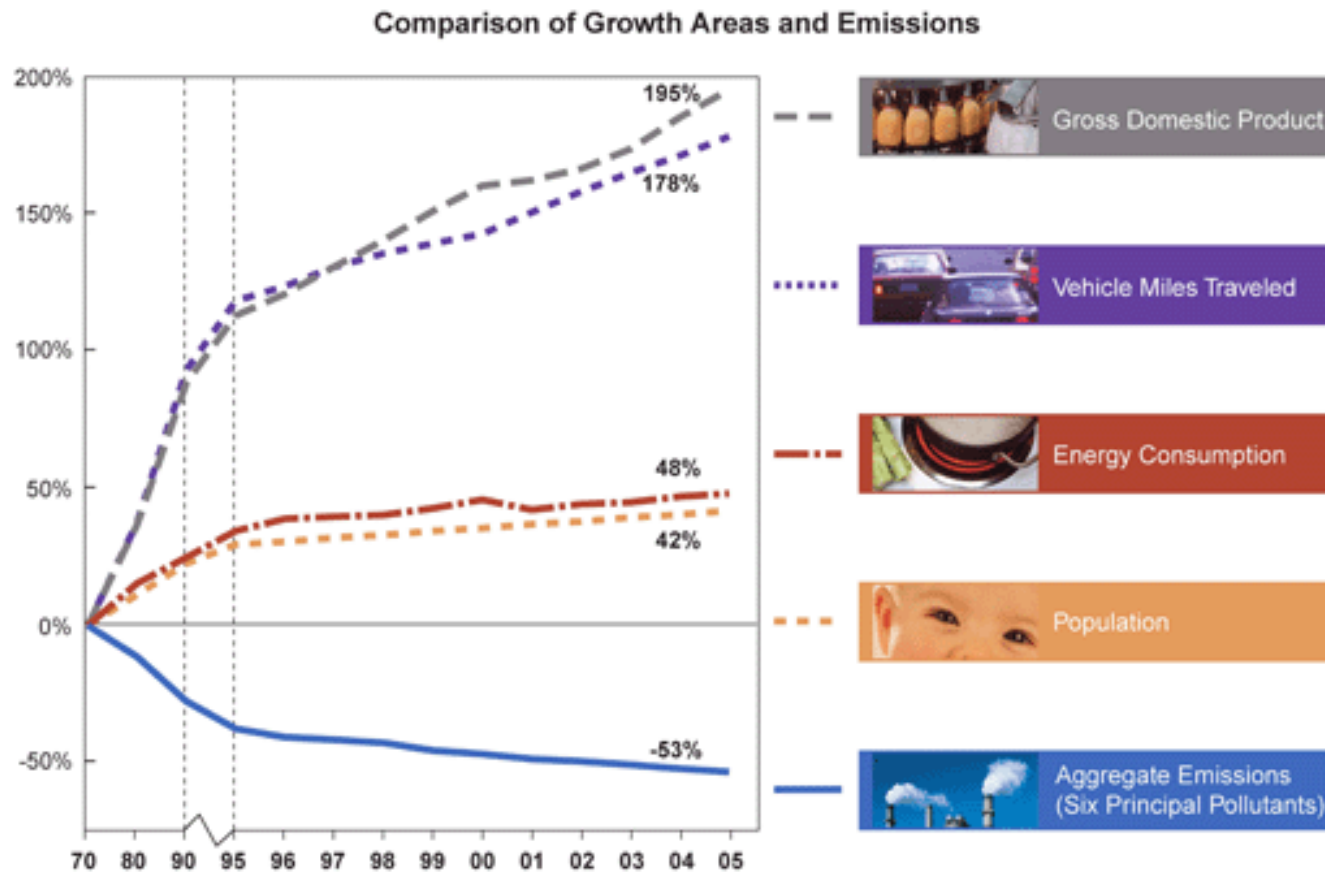 Comparison of Growth Areas and Emissions
200%
150%
100%
50%
0%
-50%
195%
178%
48%
42%
-53%
70 80 90 95 96 97 98 99 00 01 02 03 04 05
Gross Domestic Product
Vehicle Miles Traveled
Energy Consumption
Population
Aggregate Emissions
(Six Principal Pollutants)